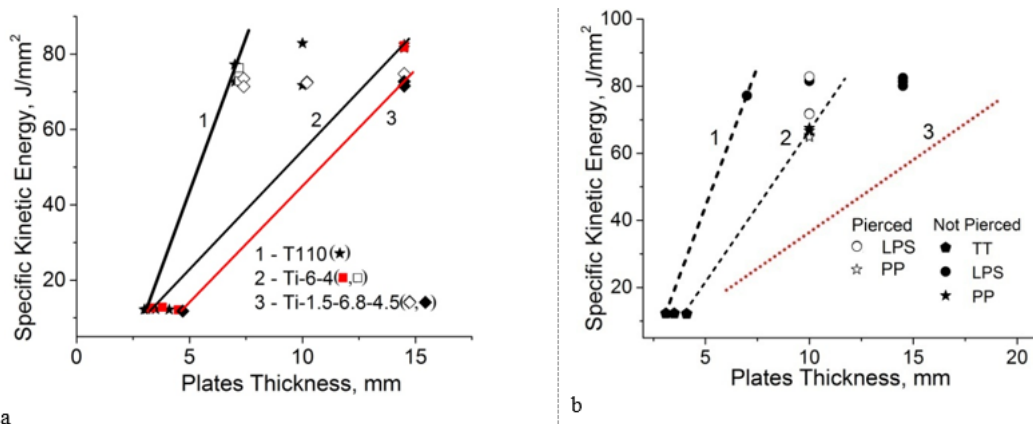 Specific Kinetic Energy, J/mm²
80
60
40
20
0
5
10
15
Plates Thickness, mm
1
2
3
1 - T110(★)
2 - Ti-6-4(■,□)
3 - Ti-1.5-6.8-4.5(◇,◆)
a
Specific Kinetic Energy, J/mm²
100
80
60
40
20
5
10
15
20
Plates Thickness, mm
1
2
3
Pierced Not Pierced
○ LPS ⬟ TT
☆ PP ● LPS
★ PP
b